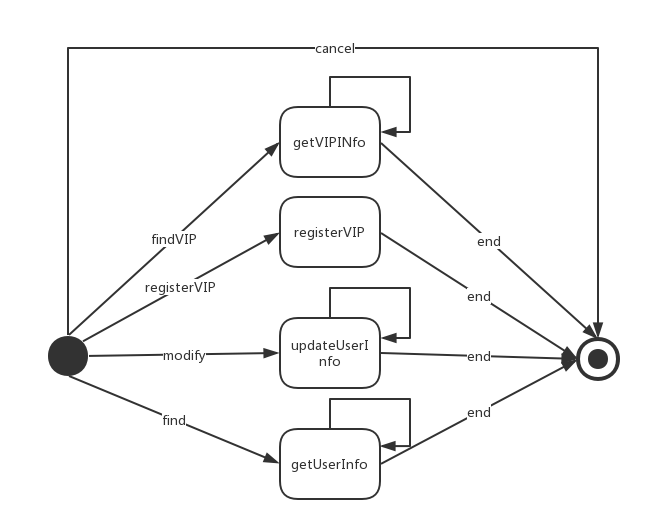 cancel
getVIPINfo
findVIP
end
registerVIP
registerVIP
end
updateUserI
nfo
modify
end
find
end
getUserInfo